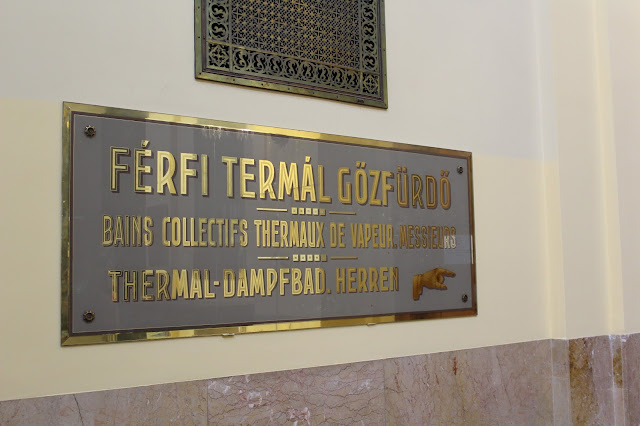 FÉRFI TERMÁL GŐZFÜRDŐ
BAINS COLLECTIFS THERMAUX DE VAPEUR. MESSIEURS
THERMAL-DAMPFBAD. HERREN